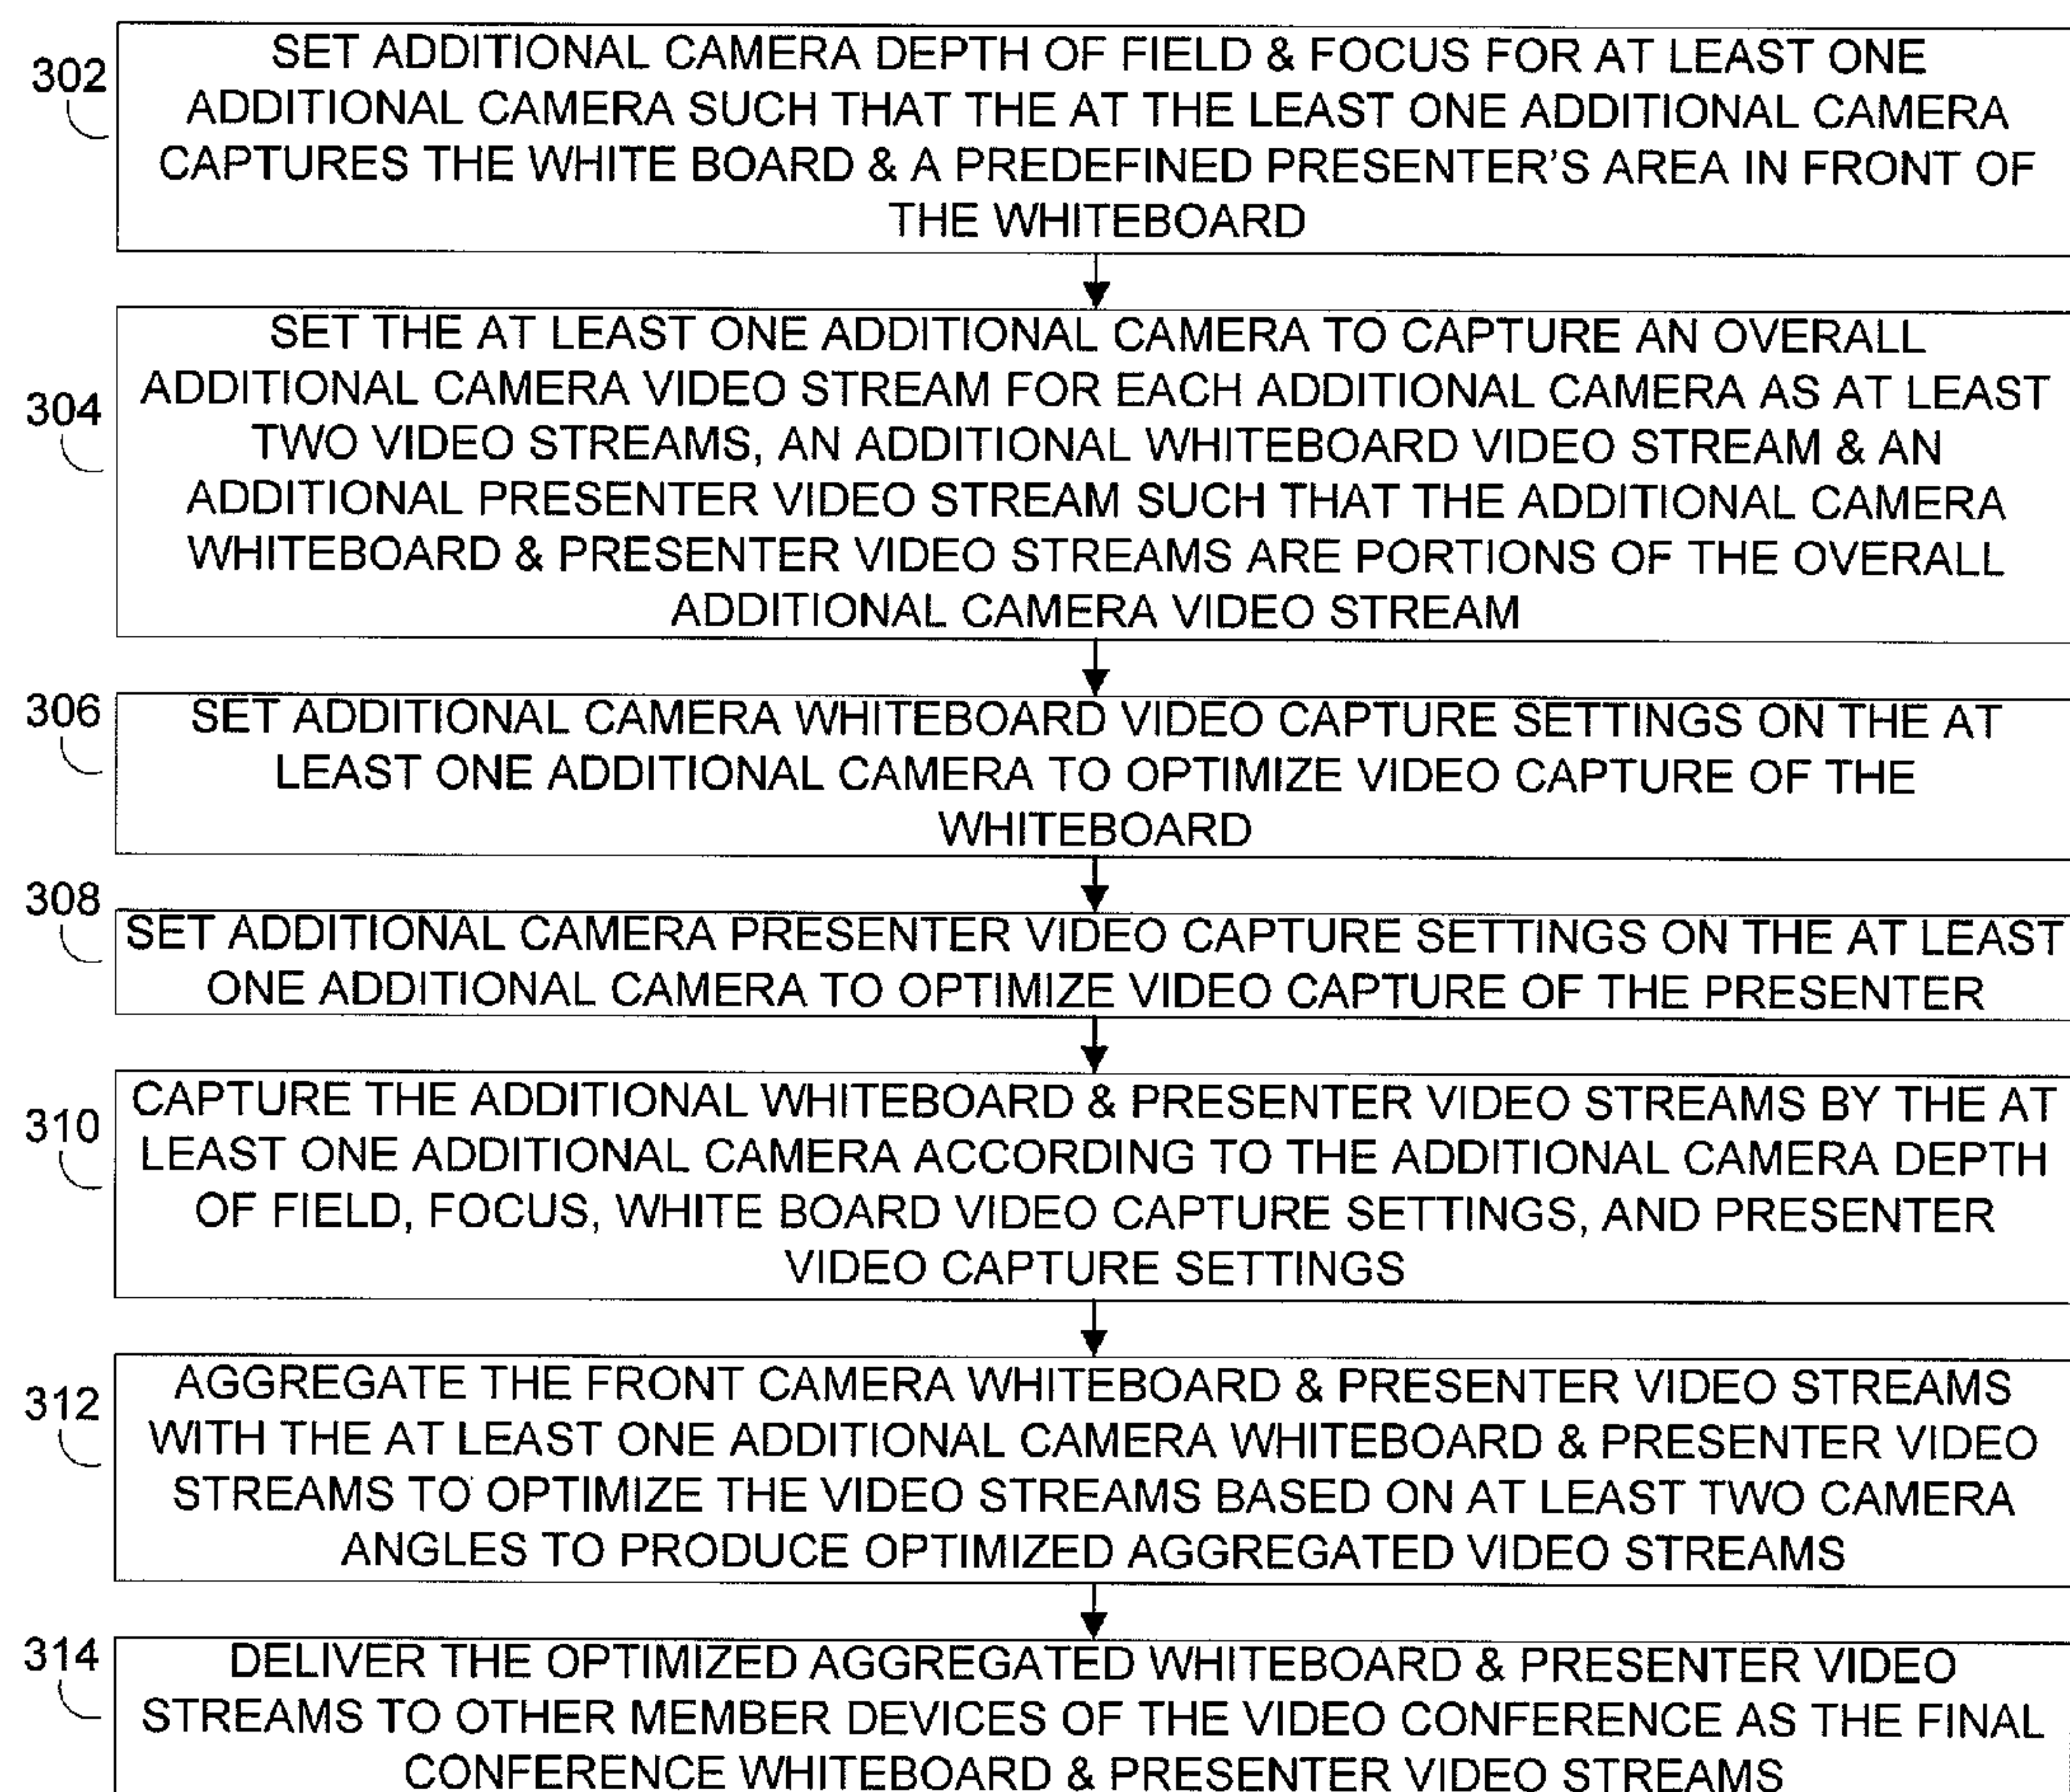 302
SET ADDITIONAL CAMERA DEPTH OF FIELD & FOCUS FOR AT LEAST ONE
ADDITIONAL CAMERA SUCH THAT THE AT THE LEAST ONE ADDITIONAL CAMERA
CAPTURES THE WHITE BOARD & A PREDEFINED PRESENTER'S AREA IN FRONT OF
THE WHITEBOARD
304
SET THE AT LEAST ONE ADDITIONAL CAMERA TO CAPTURE AN OVERALL
ADDITIONAL CAMERA VIDEO STREAM FOR EACH ADDITIONAL CAMERA AS AT LEAST
TWO VIDEO STREAMS, AN ADDITIONAL WHITEBOARD VIDEO STREAM & AN
ADDITIONAL PRESENTER VIDEO STREAM SUCH THAT THE ADDITIONAL CAMERA
WHITEBOARD & PRESENTER VIDEO STREAMS ARE PORTIONS OF THE OVERALL
ADDITIONAL CAMERA VIDEO STREAM
306
SET ADDITIONAL CAMERA WHITEBOARD VIDEO CAPTURE SETTINGS ON THE AT
LEAST ONE ADDITIONAL CAMERA TO OPTIMIZE VIDEO CAPTURE OF THE
WHITEBOARD
308
SET ADDITIONAL CAMERA PRESENTER VIDEO CAPTURE SETTINGS ON THE AT LEAST
ONE ADDITIONAL CAMERA TO OPTIMIZE VIDEO CAPTURE OF THE PRESENTER
310
CAPTURE THE ADDITIONAL WHITEBOARD & PRESENTER VIDEO STREAMS BY THE AT
LEAST ONE ADDITIONAL CAMERA ACCORDING TO THE ADDITIONAL CAMERA DEPTH
OF FIELD, FOCUS, WHITE BOARD VIDEO CAPTURE SETTINGS, AND PRESENTER
VIDEO CAPTURE SETTINGS
312
AGGREGATE THE FRONT CAMERA WHITEBOARD & PRESENTER VIDEO STREAMS
WITH THE AT LEAST ONE ADDITIONAL CAMERA WHITEBOARD & PRESENTER VIDEO
STREAMS TO OPTIMIZE THE VIDEO STREAMS BASED ON AT LEAST TWO CAMERA
ANGLES TO PRODUCE OPTIMIZED AGGREGATED VIDEO STREAMS
314
DELIVER THE OPTIMIZED AGGREGATED WHITEBOARD & PRESENTER VIDEO
STREAMS TO OTHER MEMBER DEVICES OF THE VIDEO CONFERENCE AS THE FINAL
CONFERENCE WHITEBOARD & PRESENTER VIDEO STREAMS